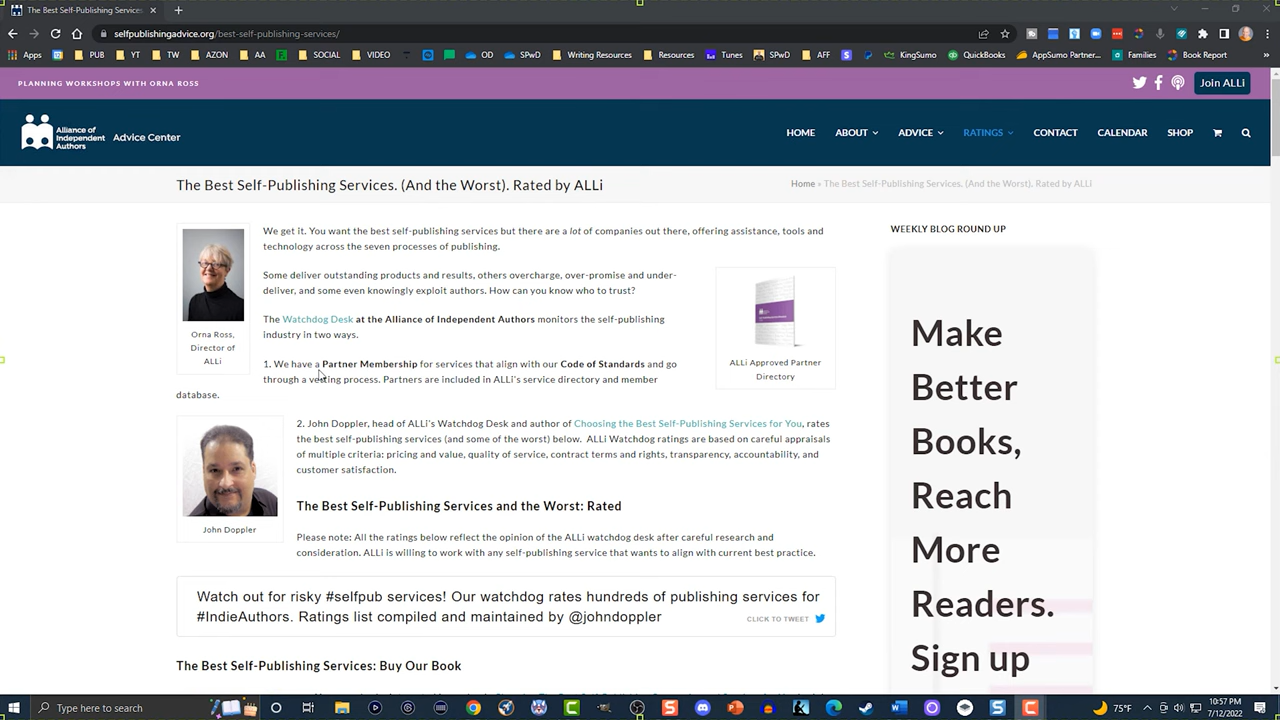 The Best Self-Publishing Services
selfpublishingadvice.org/best-self-publishing-services/
Apps
PUB
YT
TW
AZON
AA
F
SOCIAL
VIDEO
OD
SPwD
Writing Resources
Resources
Tunes
SPwD
AFF
KingSumo
QuickBooks
AppSumo Partner...
Families
Book Report
PLANNING WORKSHOPS WITH ORNA ROSS
Join ALLi
Alliance of
Independent
Authors
Advice Center
HOME
ABOUT
ADVICE
RATINGS
CONTACT
CALENDAR
SHOP
The Best Self-Publishing Services. (And the Worst). Rated by ALLi
Home » The Best Self-Publishing Services. (And the Worst). Rated by ALLI
We get it. You want the best self-publishing services but there are a lot of companies out there, offering assistance, tools and
technology across the seven processes of publishing.
Some deliver outstanding products and results, others overcharge, over-promise and under-
deliver, and some even knowingly exploit authors. How can you know who to trust?
The Watchdog Desk at the Alliance of Independent Authors monitors the self-publishing
industry in two ways.
Orna Ross,
Director of
ALLi
ALLi Approved Partner
Directory
1. We have a Partner Membership for services that align with our Code of Standards and go
through a vetting process. Partners are included in ALLi's service directory and member
database.
2. John Doppler, head of ALLi's Watchdog Desk and author of Choosing the Best Self-Publishing Services for You, rates
the best self-publishing services (and some of the worst) below. ALLi Watchdog ratings are based on careful appraisals
of multiple criteria: pricing and value, quality of service, contract terms and rights, transparency, accountability, and
customer satisfaction.
John Doppler
The Best Self-Publishing Services and the Worst: Rated
Please note: All the ratings below reflect the opinion of the ALLi watchdog desk after careful research and
consideration. ALLi is willing to work with any self-publishing service that wants to align with current best practice.
Watch out for risky #selfpub services! Our watchdog rates hundreds of publishing services for
#IndieAuthors. Ratings list compiled and maintained by @johndoppler
CLICK TO TWEET
The Best Self-Publishing Services: Buy Our Book
WEEKLY BLOG ROUND UP
Make
Better
Books,
Reach
More
Readers.
Sign up
Type here to search
75°F
10:57 PM
7/12/2022